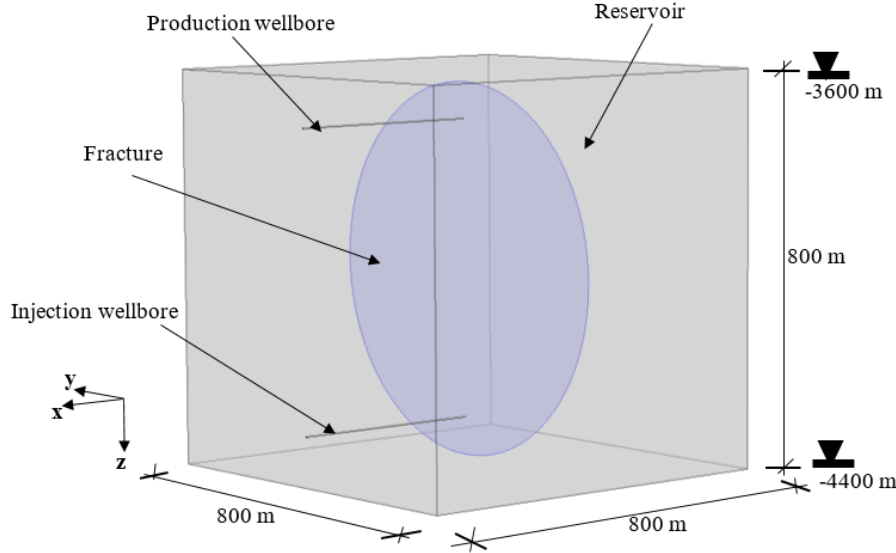 Production wellbore
Reservoir
-3600 m
Fracture
800 m
Injection wellbore
y
x
z
-4400 m
800 m
800 m